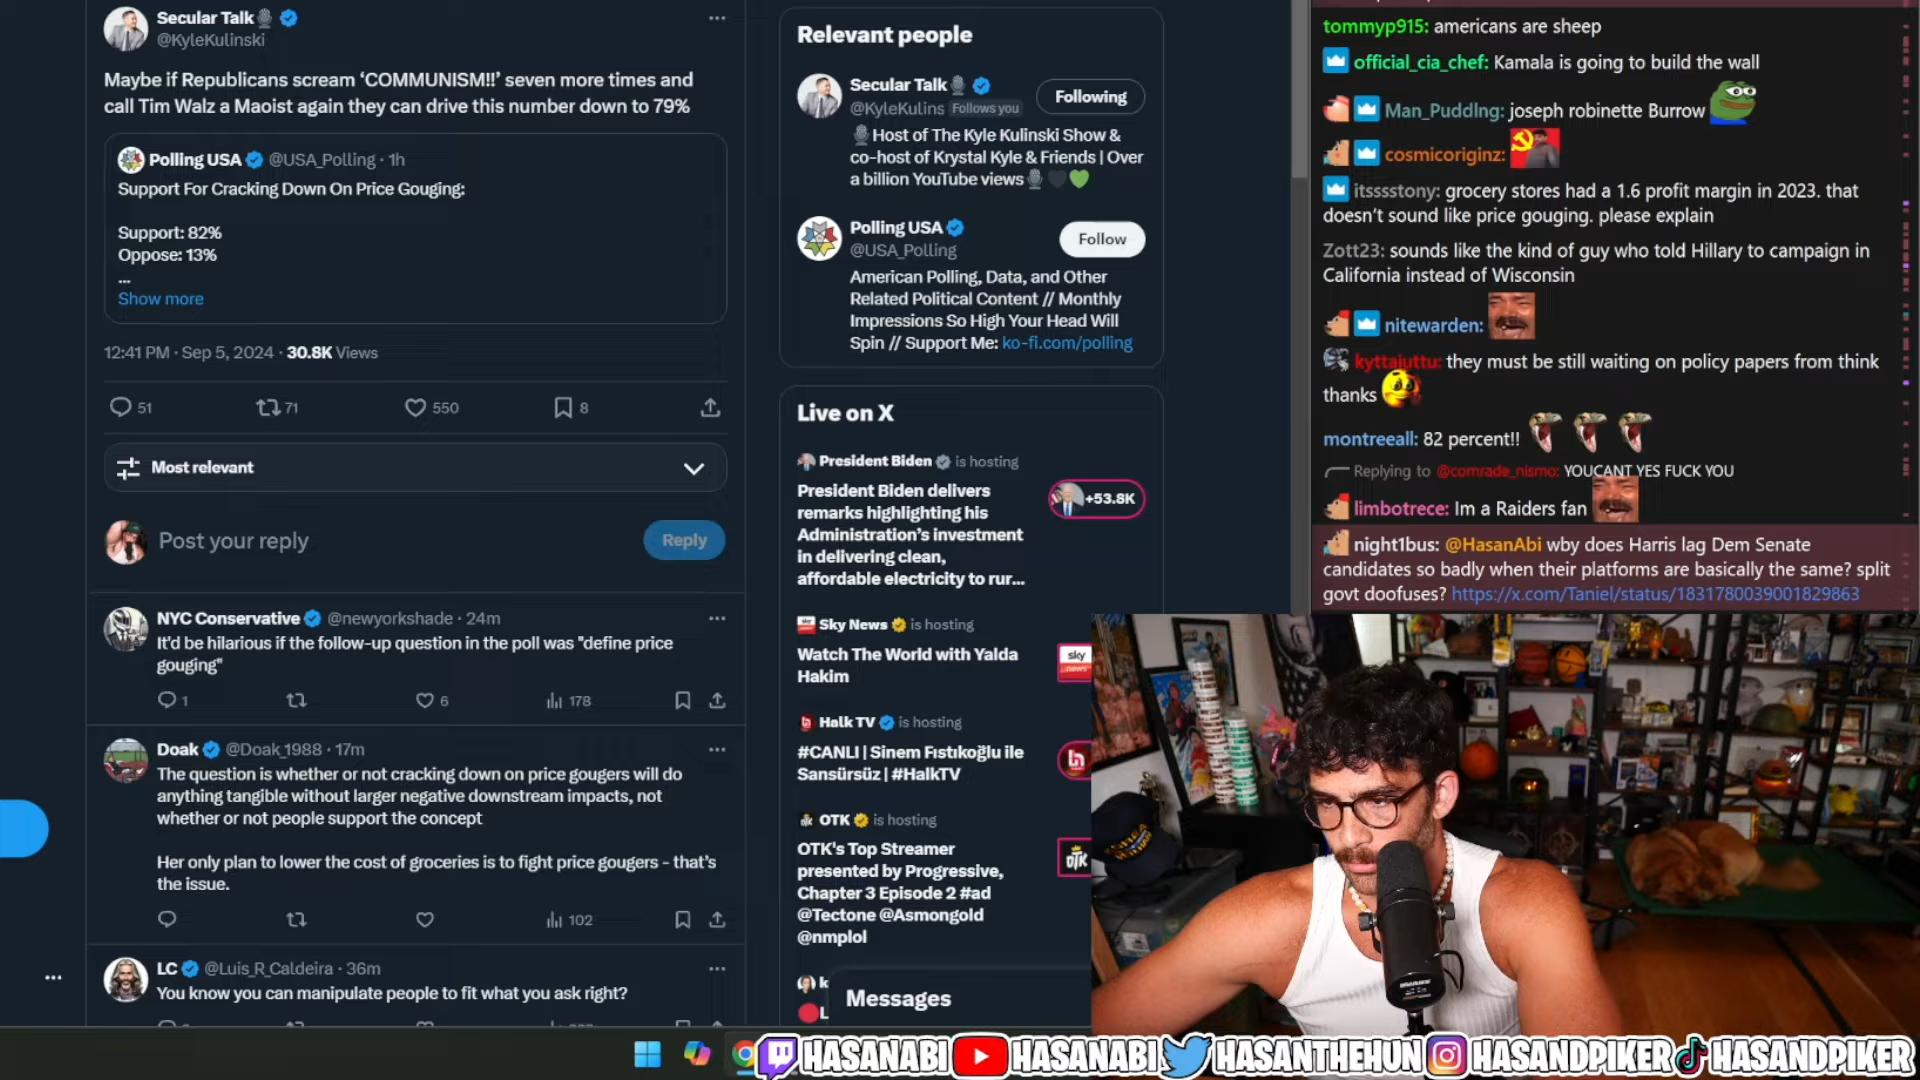 Secular Talk
@KyleKulinski
Maybe if Republicans scream ‘COMMUNISM!!’ seven more times and
call Tim Walz a Maoist again they can drive this number down to 79%
Polling USA @USA_Polling · 1h
Support For Cracking Down On Price Gouging:
Support: 82%
Oppose: 13%
...
Show more
12:41 PM · Sep 5, 2024 · 30.8K Views
51 71 550 8
Most relevant
Post your reply
Reply
NYC Conservative @newyorkshade · 24m
It'd be hilarious if the follow-up question in the poll was "define price
gouging"
1 6 178
Doak @Doak_1988 · 17m
The question is whether or not cracking down on price gougers will do
anything tangible without larger negative downstream impacts, not
whether or not people support the concept
Her only plan to lower the cost of groceries is to fight price gougers - that's
the issue.
102
LC @Luis_R_Caldeira · 36m
You know you can manipulate people to fit what you ask right?
Relevant people
Secular Talk
@KyleKulins Follows you
Following
Host of The Kyle Kulinski Show &
co-host of Krystal Kyle & Friends | Over
a billion YouTube views
Polling USA
@USA_Polling
Follow
American Polling, Data, and Other
Related Political Content // Monthly
Impressions So High Your Head Will
Spin // Support Me: ko-fi.com/polling
Live on X
President Biden is hosting
President Biden delivers
remarks highlighting his
Administration's investment
in delivering clean,
affordable electricity to rur...
+53.8K
Sky News is hosting
Watch The World with Yalda
Hakim
sky
news
Halk TV is hosting
#CANLI | Sinem Fıstıkoğlu ile
Sansürsüz | #HalkTV
OTK is hosting
OTK's Top Streamer
presented by Progressive,
Chapter 3 Episode 2 #ad
@Tectone @Asmongold
@nmplol
OTK
k
L
Messages
tommyp915: americans are sheep
official_cia_chef: Kamala is going to build the wall
Man_Puddlng: joseph robinette Burrow
cosmicoriginz:
itsssstony: grocery stores had a 1.6 profit margin in 2023. that
doesn't sound like price gouging. please explain
Zott23: sounds like the kind of guy who told Hillary to campaign in
California instead of Wisconsin
nitewarden:
kyttajuttu: they must be still waiting on policy papers from think
thanks
montreeall: 82 percent!!
Replying to @comrade_nismo: YOUCANT YES FUCK YOU
limbotrece: Im a Raiders fan
night1bus: @HasanAbi wby does Harris lag Dem Senate
candidates so badly when their platforms are basically the same? split
govt doofuses? https://x.com/Taniel/status/1831780039001829863
HASANABI HASANABI HASANTHEHUN HASANDPIKER HASANDPIKER